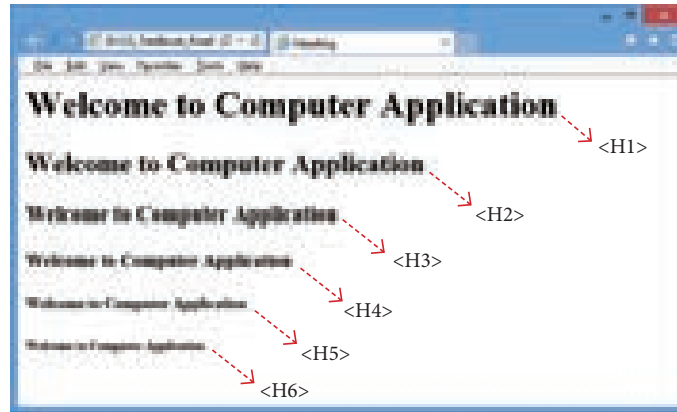 Heading
File Edit View Favorites Tools Help
Welcome to Computer Application
<H1>
Welcome to Computer Application
<H2>
Welcome to Computer Application
<H3>
Welcome to Computer Application
<H4>
Welcome to Computer Application
<H5>
Welcome to Computer Application
<H6>